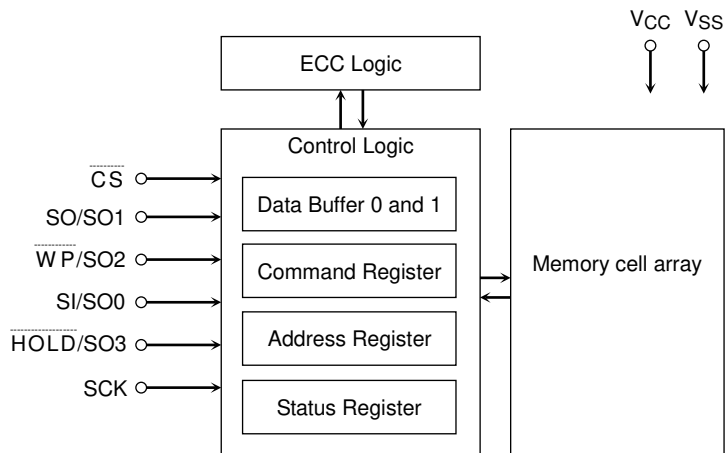 VCC VSS
ECC Logic
Control Logic
CS
Data Buffer 0 and 1
SO/SO1
WP/SO2
Command Register
Memory cell array
SI/SO0
HOLD/SO3
Address Register
SCK
Status Register